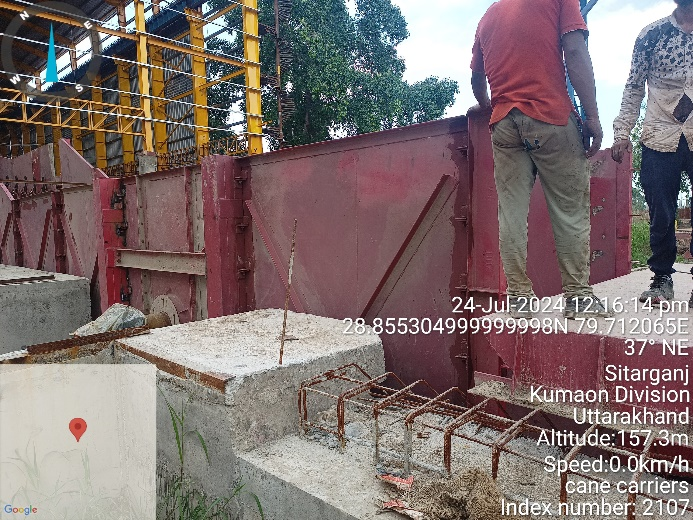 N
W
E
S
24-Jul-2024 12:16:14 pm
28.855304999999998N 79.712065E
37° NE
Sitarganj
Kumaon Division
Uttarakhand
Altitude:157.3m
Speed:0.0km/h
cane carriers
Index number: 2107
Google